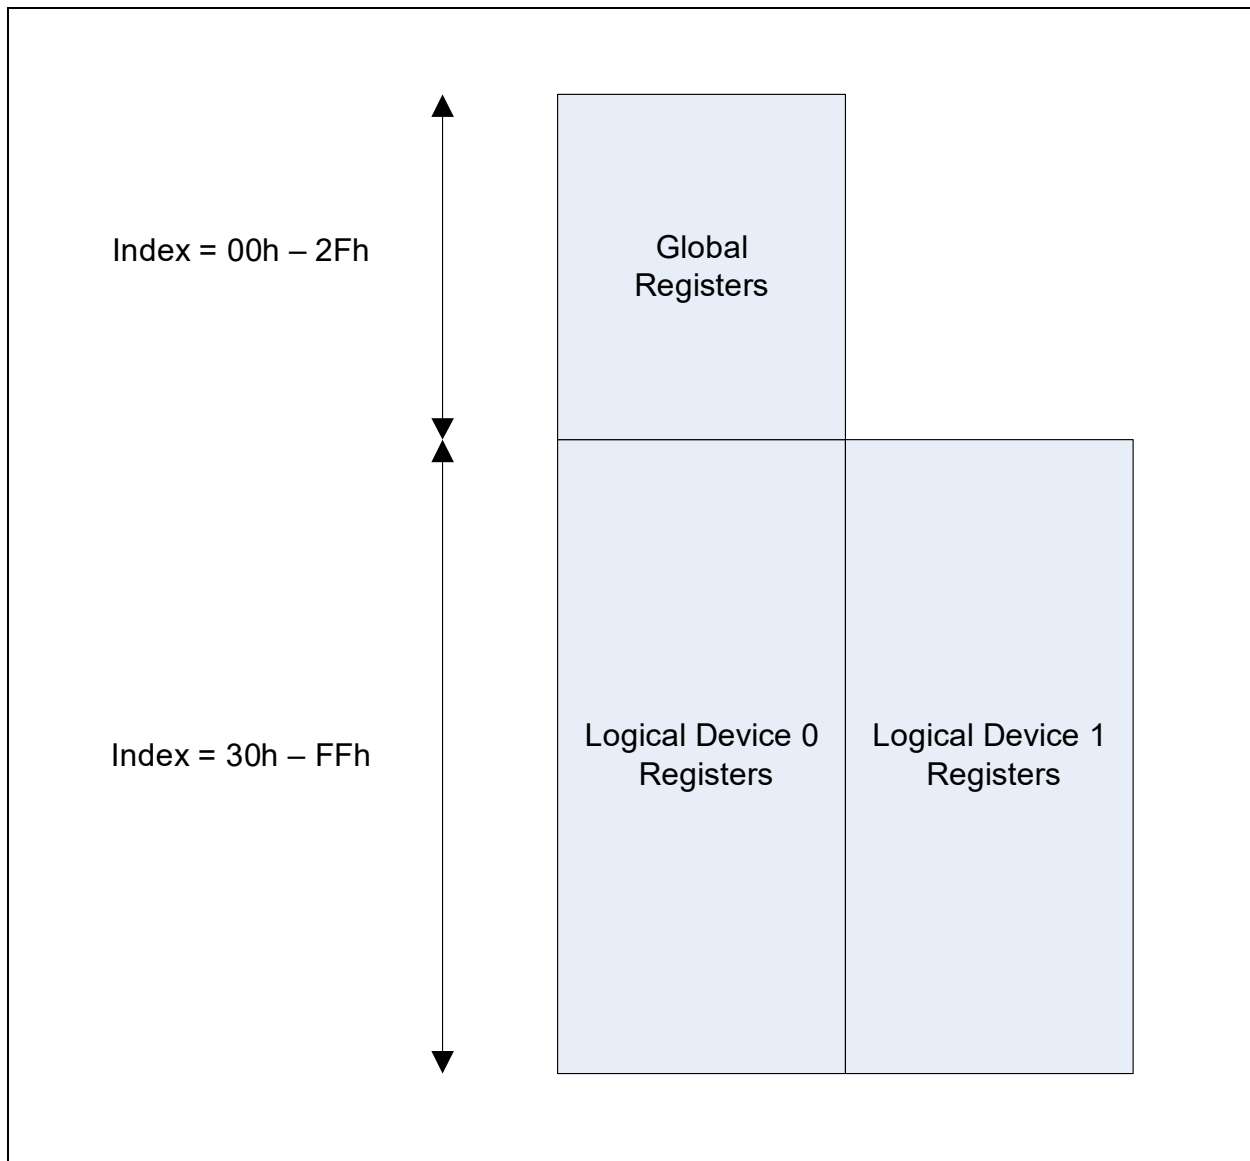 Index = 00h – 2Fh
Global
Registers
Index = 30h – FFh
Logical Device 0
Registers
Logical Device 1
Registers